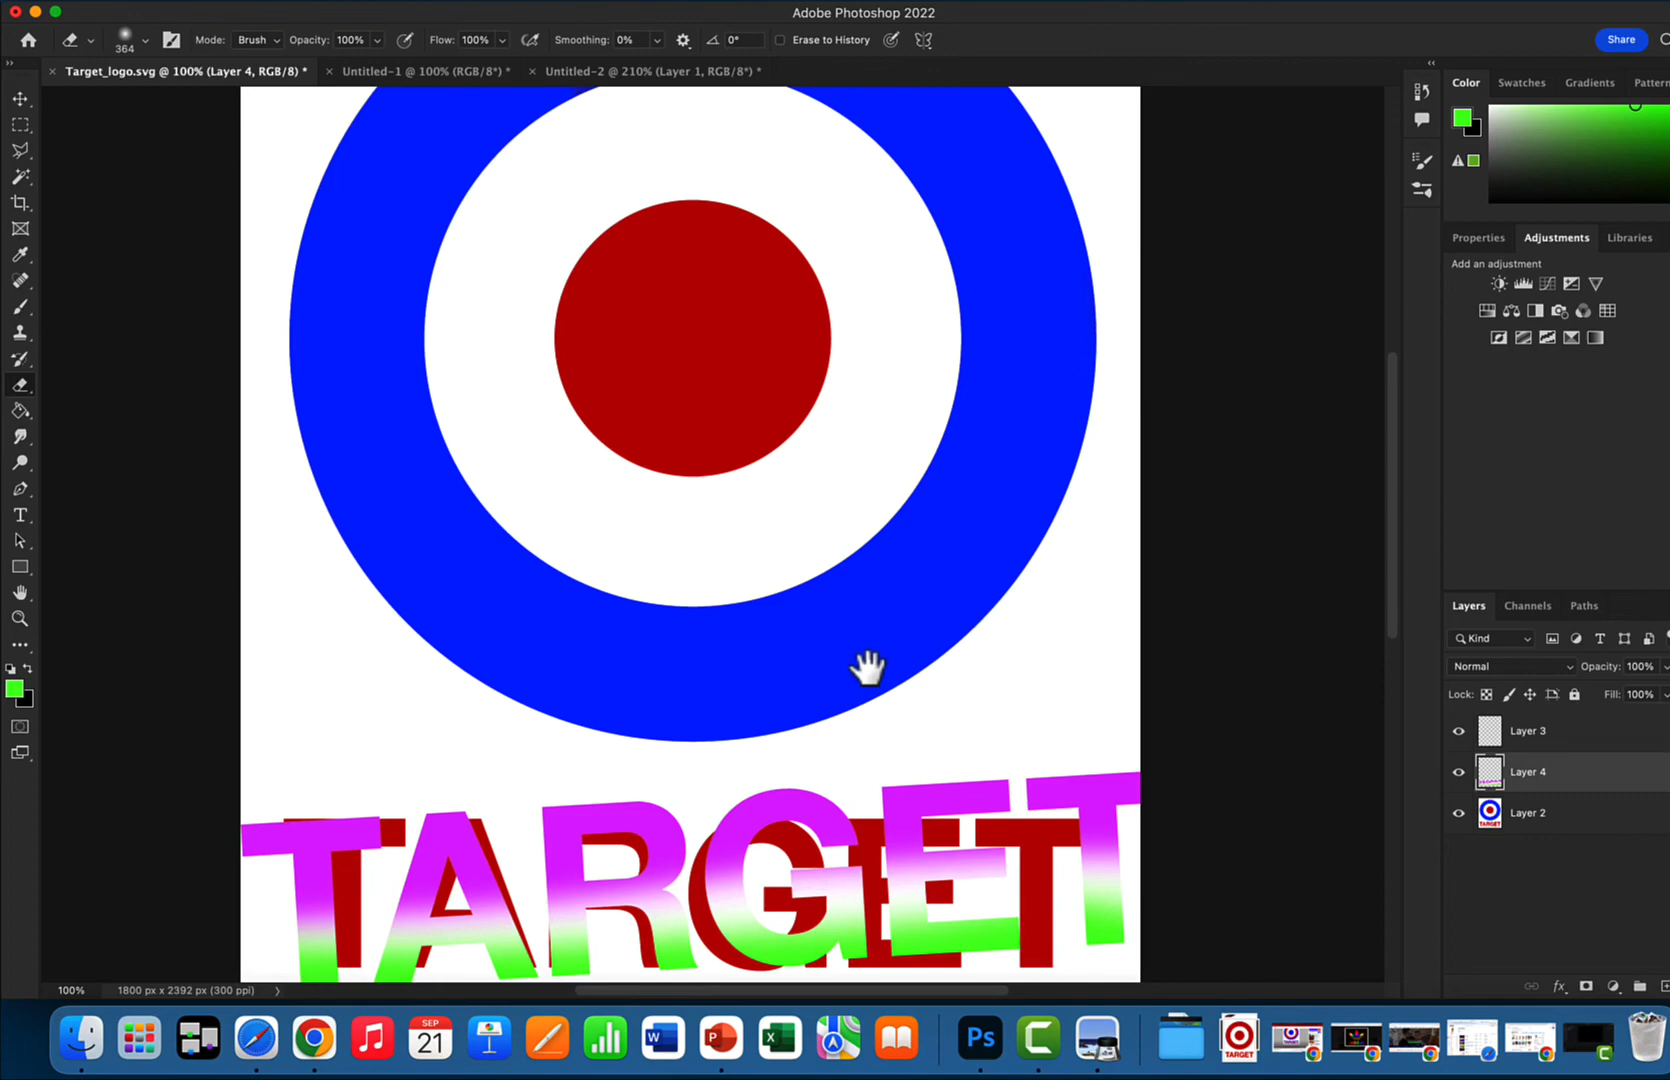 Adobe Photoshop 2022
364 Mode: Brush Opacity: 100% Flow: 100% Smoothing: 0% 0° Erase to History Share
× Target_logo.svg @ 100% (Layer 4, RGB/8) * × Untitled-1 @ 100% (RGB/8*) * × Untitled-2 @ 210% (Layer 1, RGB/8*) *
Color Swatches Gradients Pattern
Properties Adjustments Libraries
Add an adjustment
Layers Channels Paths
Kind
Normal Opacity: 100%
Lock: Fill: 100%
Layer 3
Layer 4
Layer 2
TARGET
TARGET
100% 1800 px x 2392 px (300 ppi)
SEP
21
W P X Ps C
TARGET